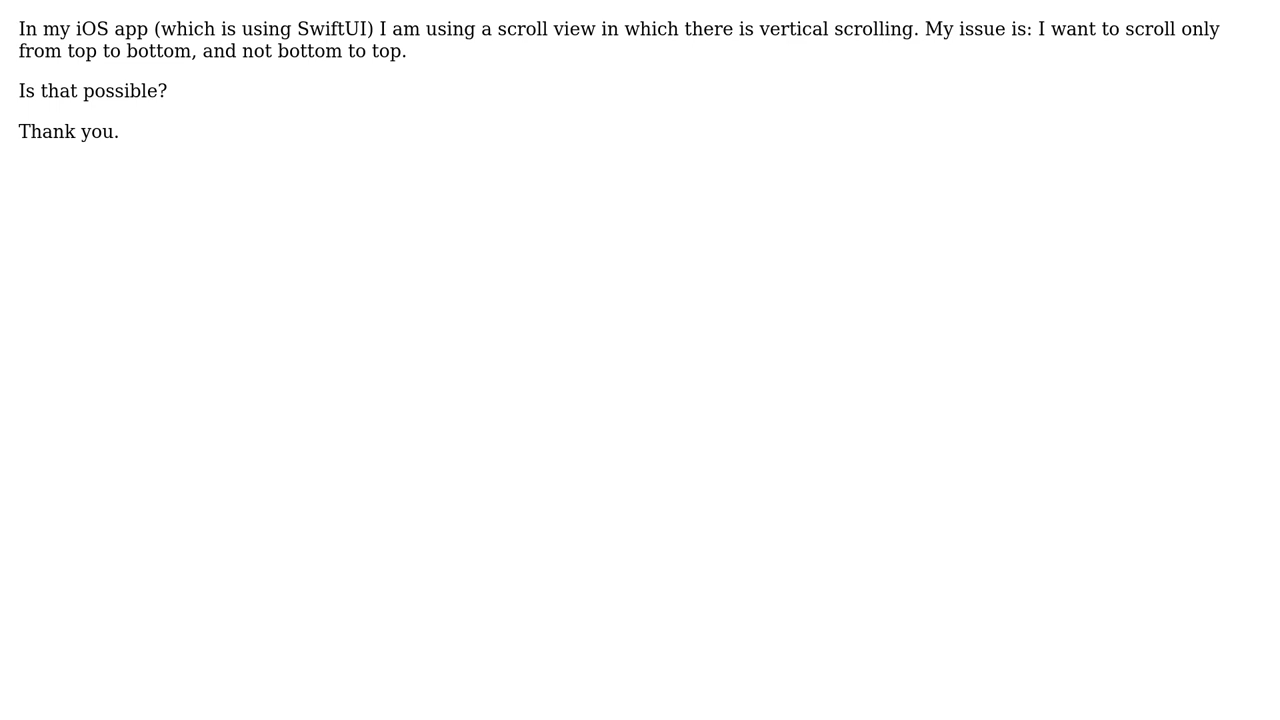 In my iOS app (which is using SwiftUI) I am using a scroll view in which there is vertical scrolling. My issue is: I want to scroll only
from top to bottom, and not bottom to top.
Is that possible?
Thank you.